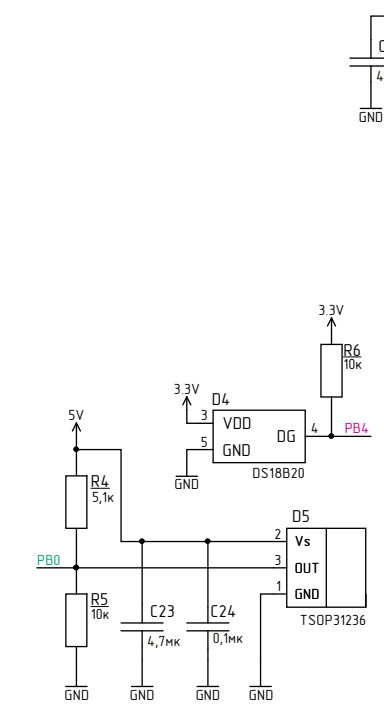 C
4
GND
3.3V
R6
10к
3.3V
D4
3
VDD
DG
4
PB4
5
GND
GND
DS18B20
5V
R4
5,1к
D5
2
Vs
PB0
3
OUT
1
GND
TSOP31236
R5
10к
C23
4,7мк
C24
0,1мк
GND
GND
GND
GND